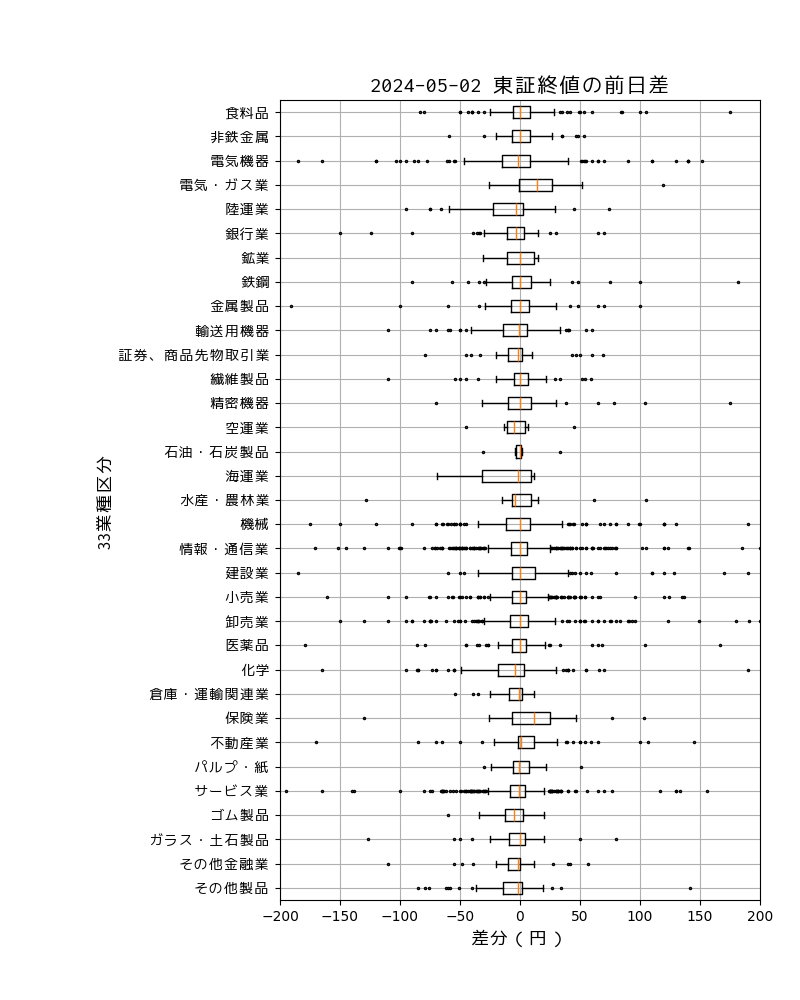 2024-05-02 東証終値の前日差
食料品
非鉄金属
電気機器
電気・ガス業
陸運業
銀行業
鉱業
鉄鋼
金属製品
輸送用機器
証券、商品先物取引業
繊維製品
精密機器
空運業
石油・石炭製品
海運業
水産・農林業
機械
情報・通信業
建設業
小売業
卸売業
医薬品
化学
倉庫・運輸関連業
保険業
不動産業
パルプ・紙
サービス業
ゴム製品
ガラス・土石製品
その他金融業
その他製品
33業種区分
−200 −150 −100 −50 0 50 100 150 200
差分（円）